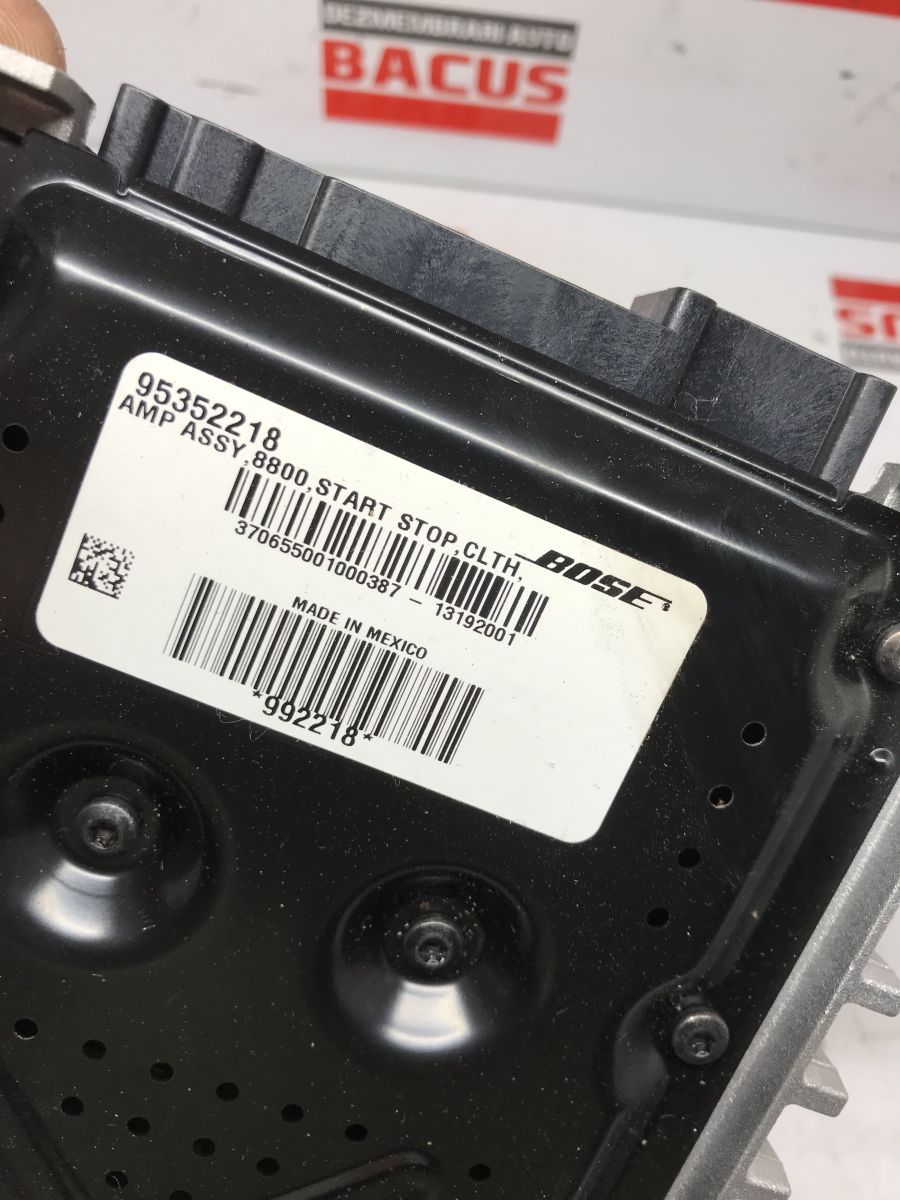 DEZMEMBRARI AUTO
BACUS
95352218
AMP ASSY,8800,START STOP,CLTH,
BOSE
370655001000387 - 13192001
MADE IN MEXICO
*992218*